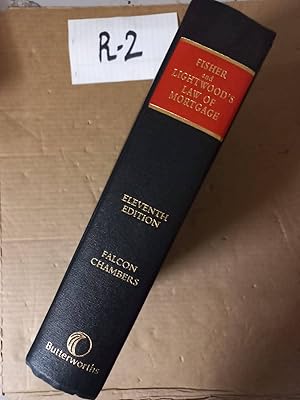 R-2
FISHER
and
LIGHTWOOD'S
LAW OF
MORTGAGE
ELEVENTH
EDITION
FALCON
CHAMBERS
Butterworths